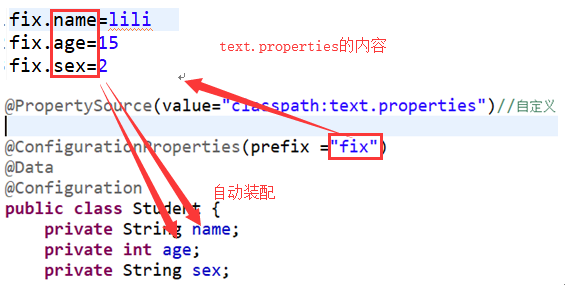 fix.name=lili
fix.age=15
text.properties的内容
fix.sex=2
@PropertySource(value="classpath:text.properties")//自定义
@ConfigurationProperties(prefix ="fix")
@Data
@Configuration
自动装配
public class Student {
private String name;
private int age;
private String sex;